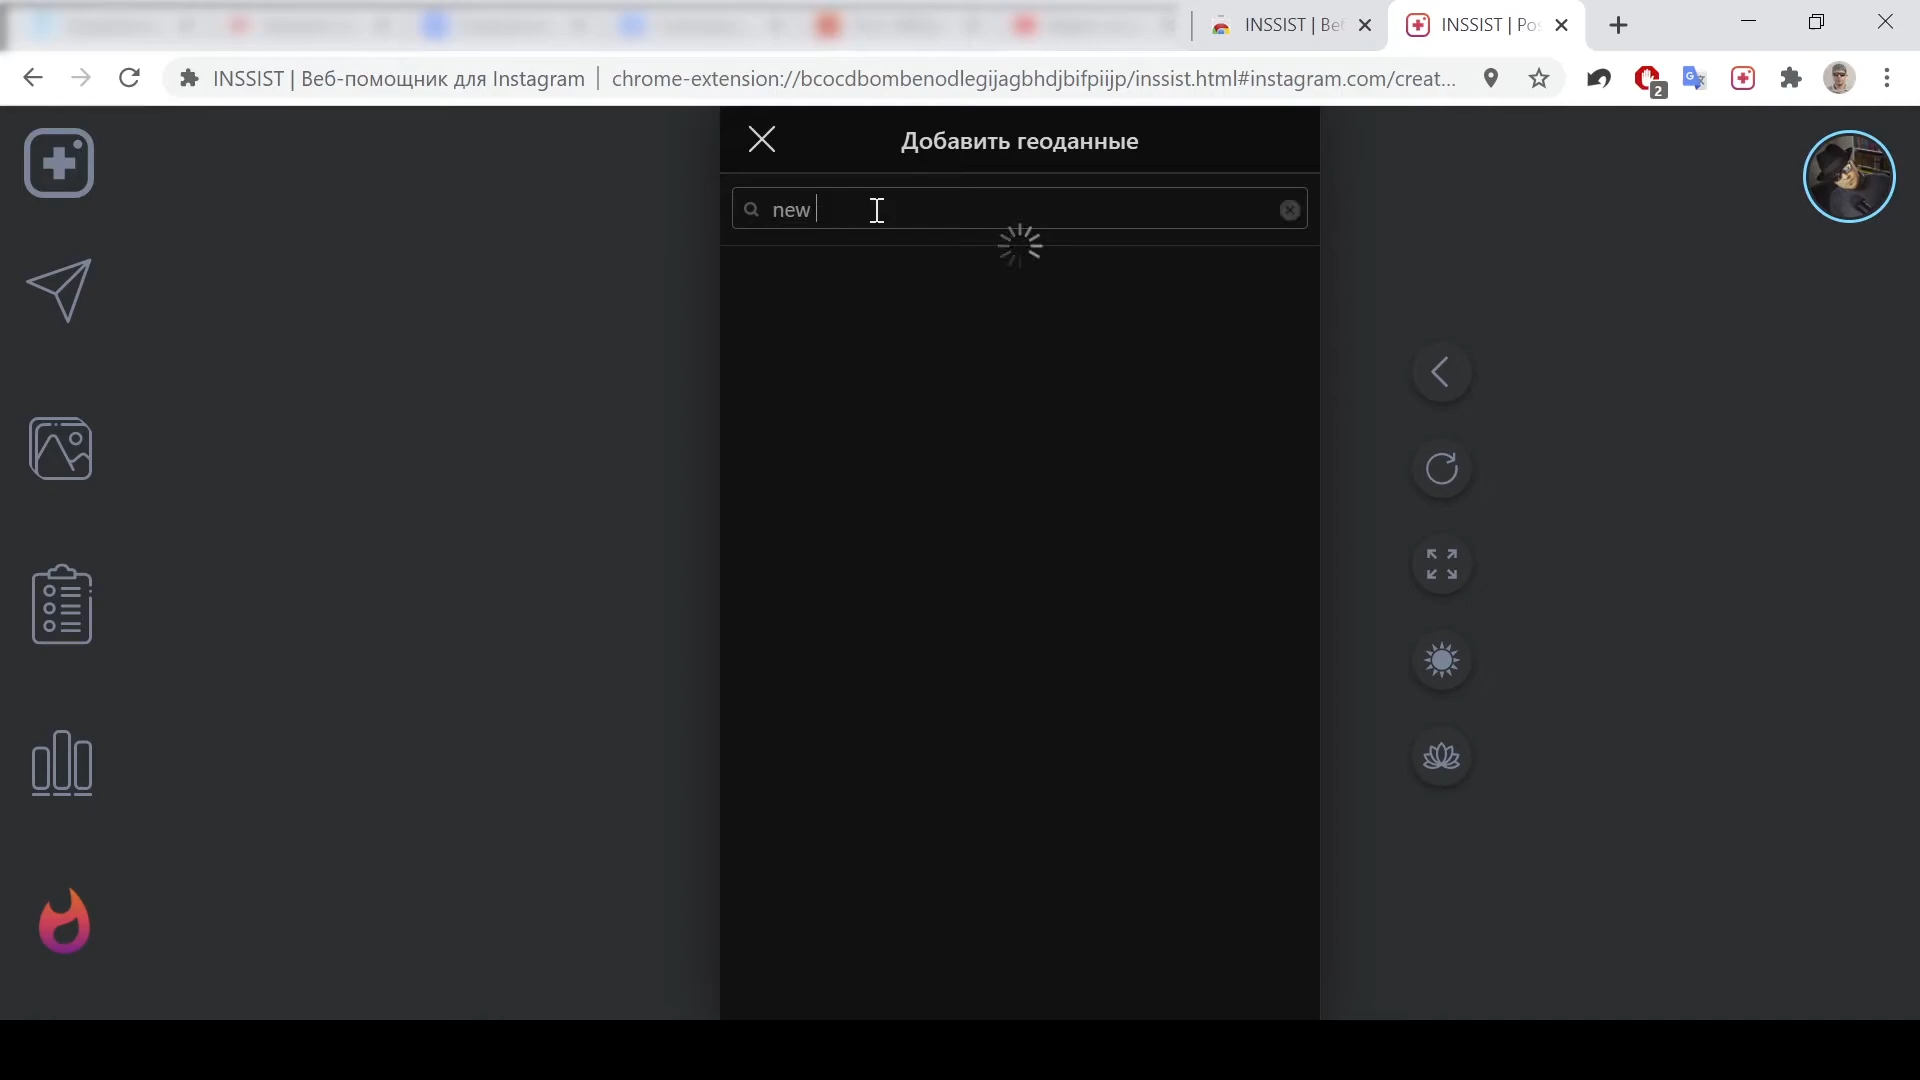 INSSIST | Ве
INSSIST | Po
INSSIST | Веб-помощник для Instagram
chrome-extension://bcocdbombenodlegijagbhdjbifpiijp/inssist.html#instagram.com/creat...
2
Добавить геоданные
new